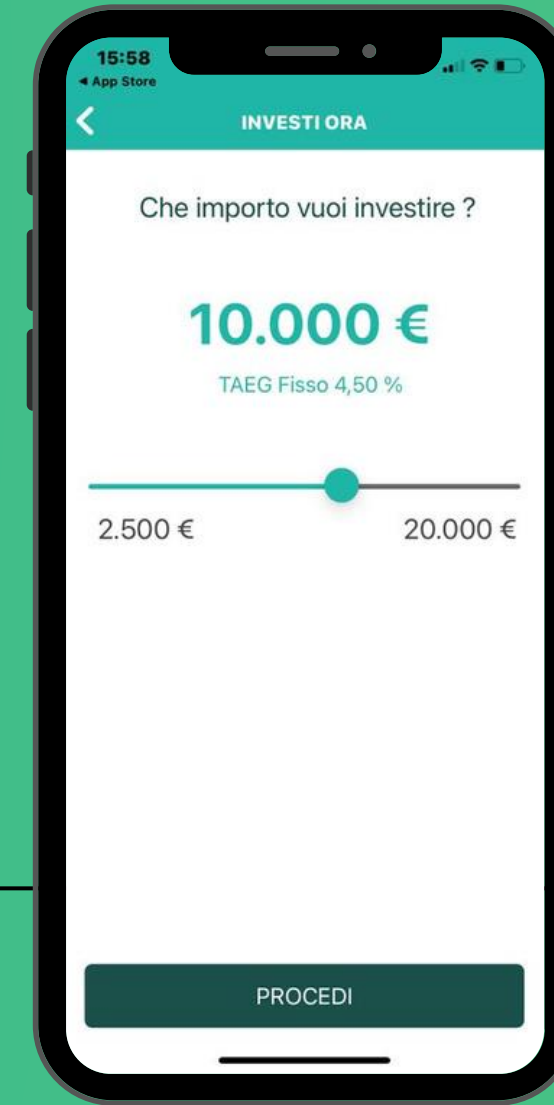 15:58
◀ App Store
INVESTI ORA
Che importo vuoi investire ?
10.000 €
TAEG Fisso 4,50 %
2.500 €
20.000 €
PROCEDI